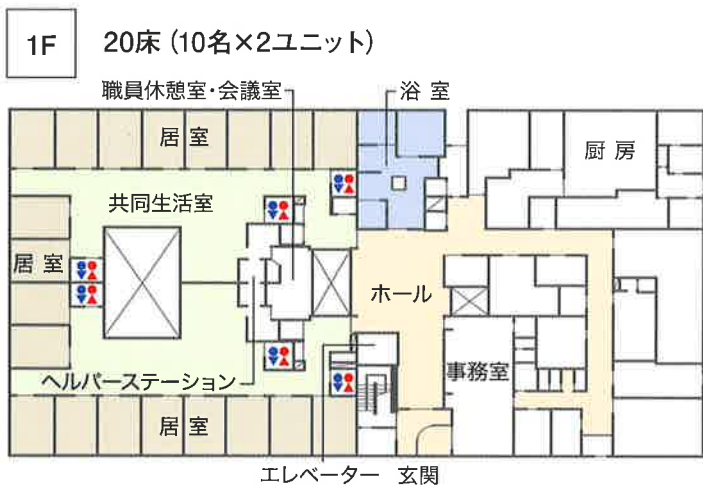 1F
20床 (10名×2ユニット)
職員休憩室・会議室
浴 室
居 室
厨 房
共同生活室
居 室
ホール
ヘルパーステーション
事務室
居 室
エレベーター
玄関